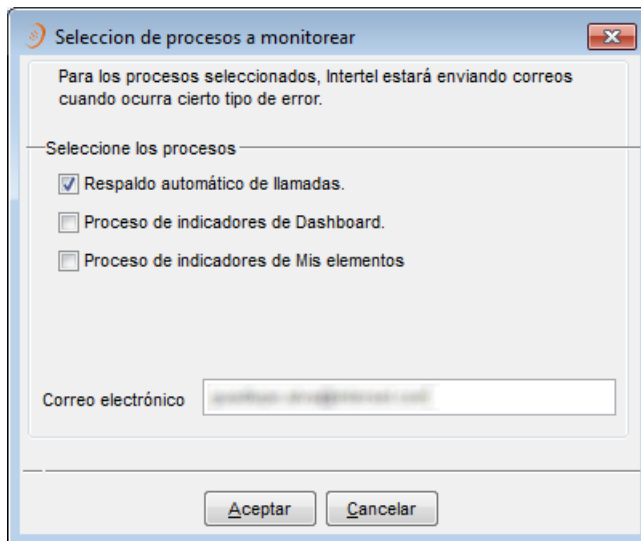 Seleccion de procesos a monitorear
Para los procesos seleccionados, Intertel estará enviando correos
cuando ocurra cierto tipo de error.
Seleccione los procesos
Respaldo automático de llamadas.
Proceso de indicadores de Dashboard.
Proceso de indicadores de Mis elementos
Correo electrónico
Aceptar Cancelar